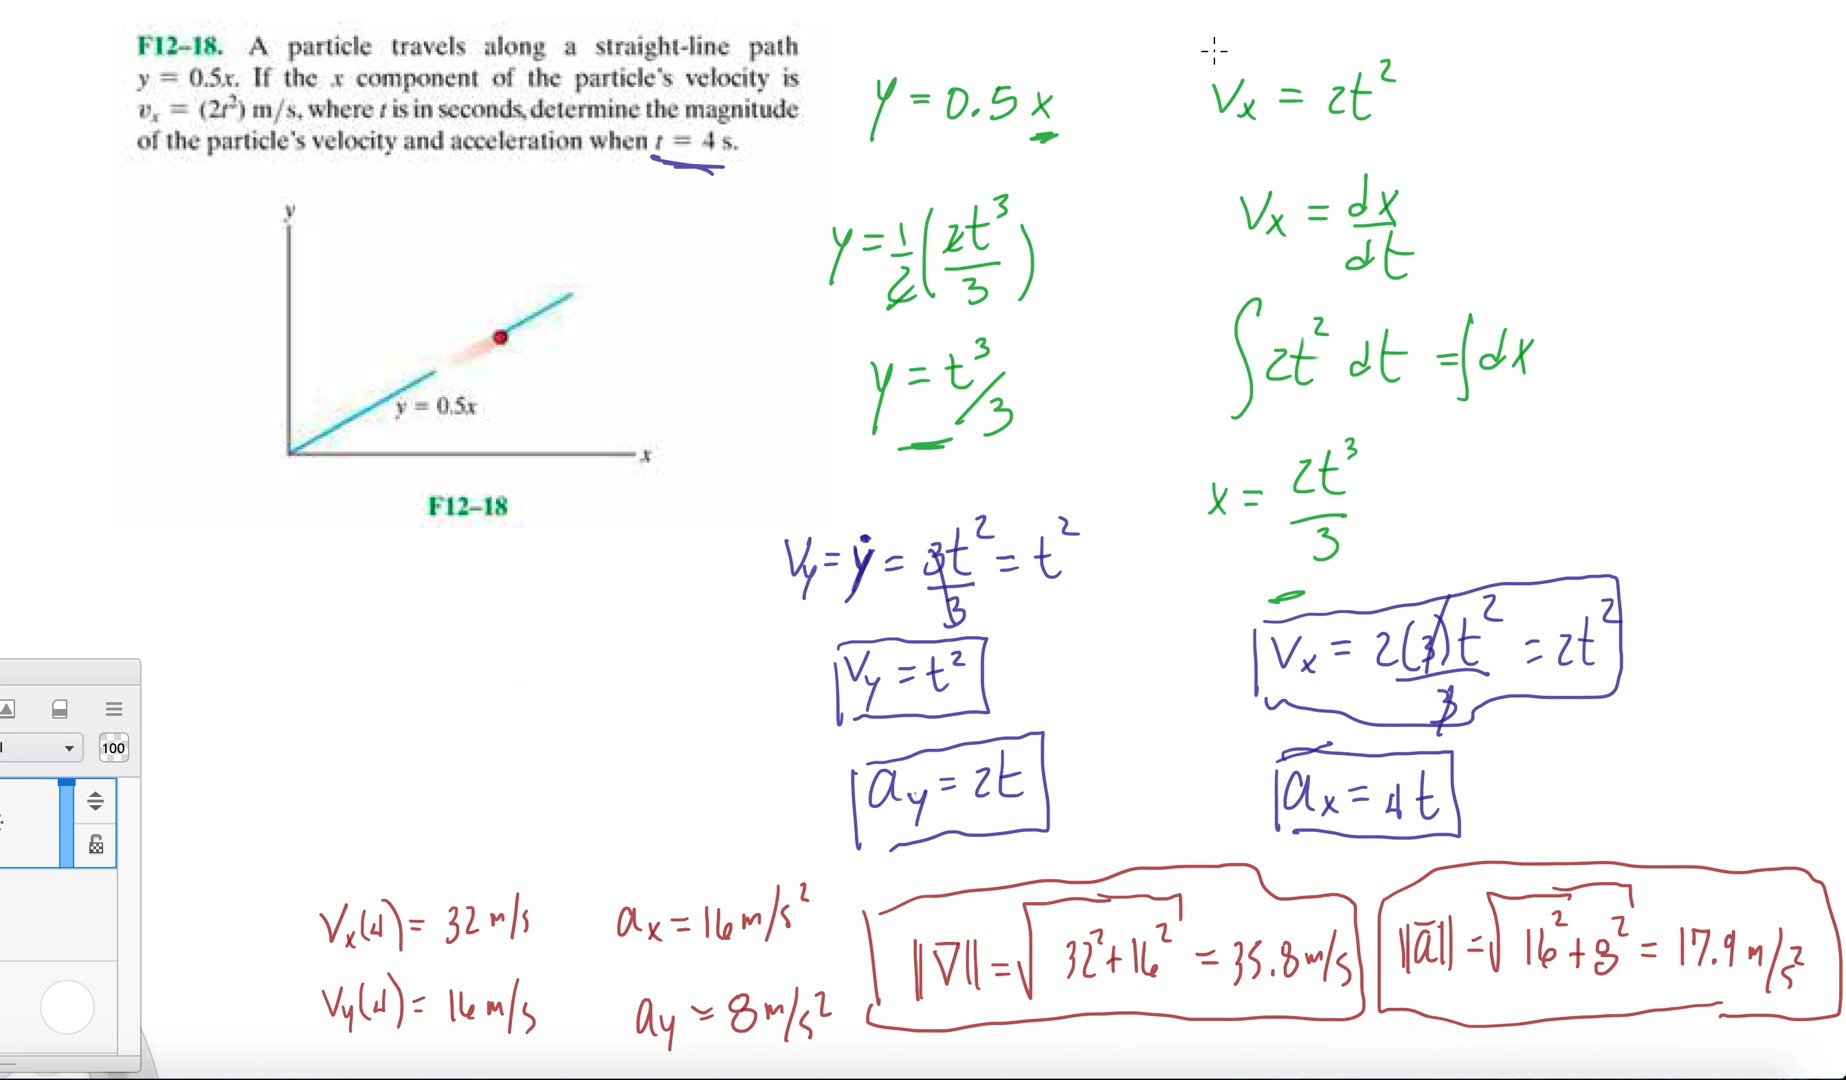 F12–18. A particle travels along a straight-line path
y = 0.5x. If the x component of the particle's velocity is
vₓ = (2t²) m/s, where t is in seconds, determine the magnitude
of the particle's velocity and acceleration when t = 4 s.
y
y = 0.5x
x
F12–18
y = 0.5 x
y = 1/2 (2t³/3)
y = t³/3
Vx = 2t²
Vx = dx/dt
∫ 2t² dt = ∫ dx
x = 2t³/3
Vy = ẏ = 3t²/3 = t²
Vy = t²
ay = 2t
Vx = 2(3)t²/3 = 2t²
ax = 4t
100
Vx(4) = 32 m/s
Vy(4) = 16 m/s
ax = 16 m/s²
ay = 8 m/s²
||V̄|| = √32² + 16² = 35.8 m/s
||ā|| = √16² + 8² = 17.9 m/s²